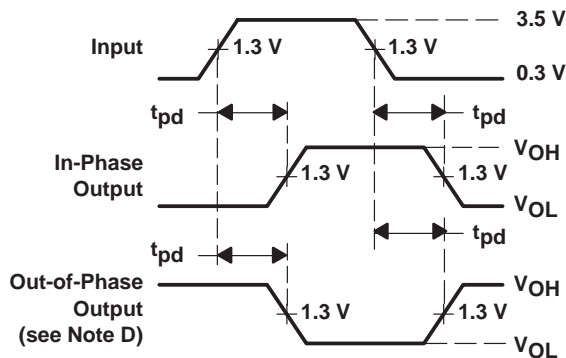 3.5 V
Input
1.3 V
1.3 V
0.3 V
tpd
tpd
VOH
In-Phase
Output
1.3 V
1.3 V
VOL
tpd
tpd
Out-of-Phase
Output
(see Note D)
VOH
1.3 V
1.3 V
VOL